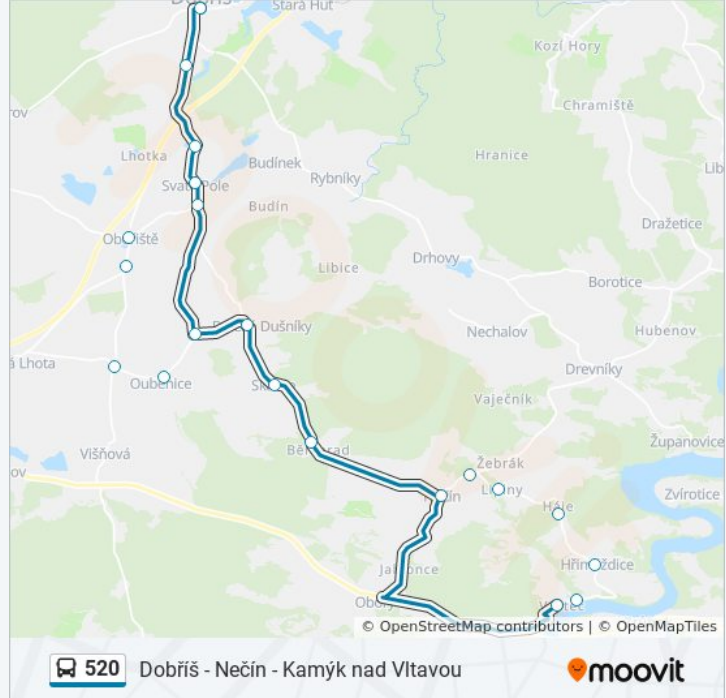 Stará Huť
Kozí Hory
Chramiště
Lhotka
Budínek
Hranice
Rybníky
Svaté Pole
Budín
Dražetice
Obořiště
Drhovy
Libice
Borotice
Dušníky
Nechalov
Hubenov
á Lhota
Drevníky
Oubenice
Vaječník
Višňová
Županovice
Žebrák
Zvírotice
Háje
Obory
© OpenStreetMap contributors | © OpenMapTiles
520 Dobříš - Nečín - Kamýk nad Vltavou
moovit